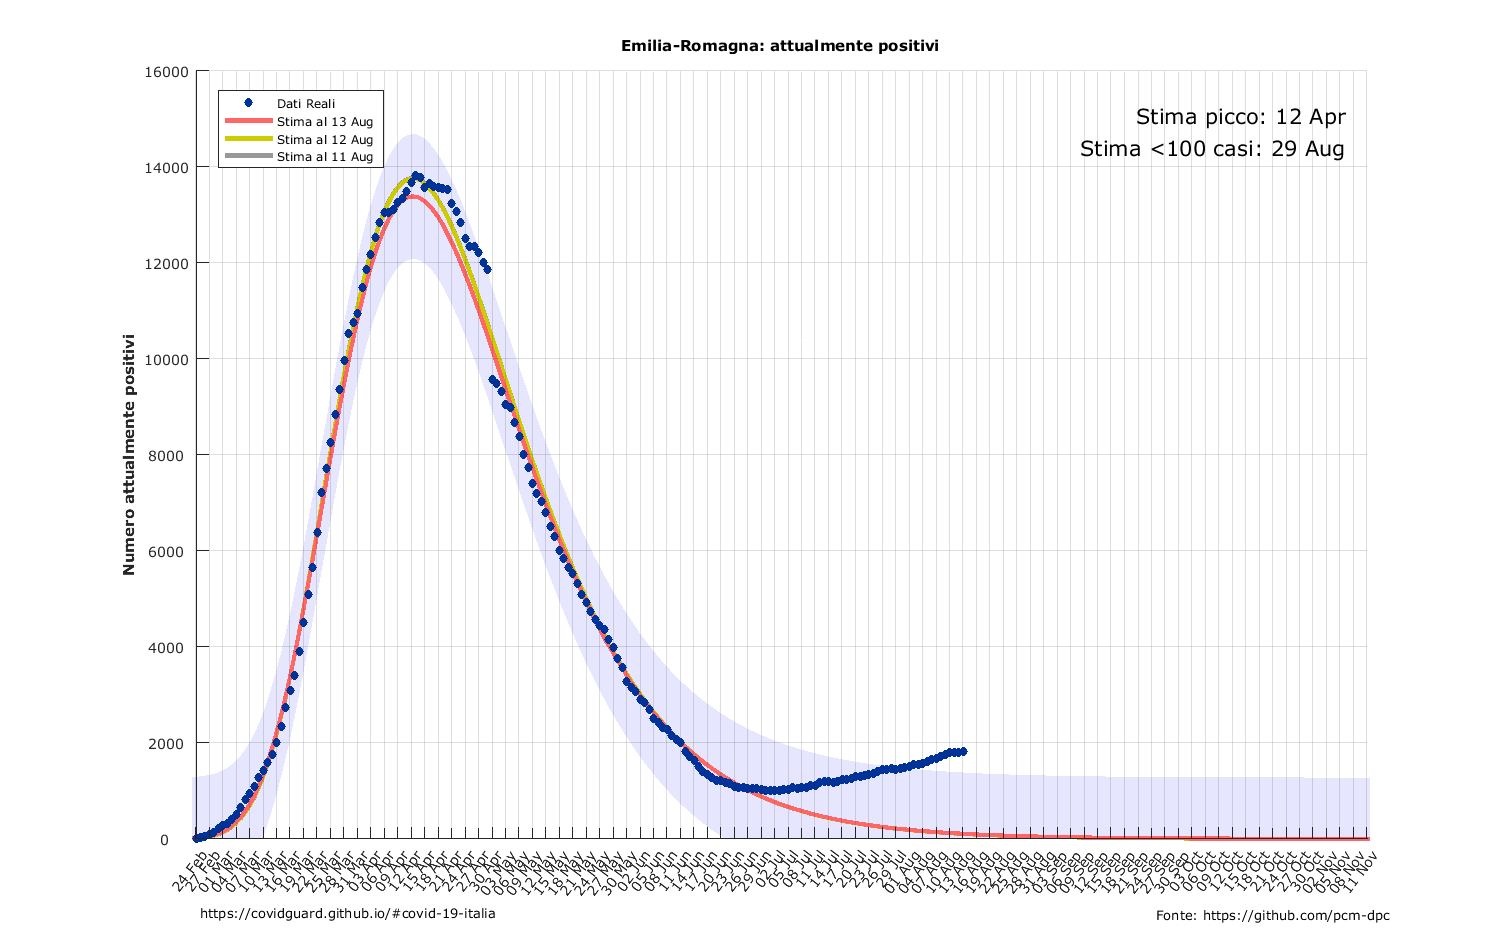 Emilia-Romagna: attualmente positivi
16000
14000
12000
10000
8000
6000
4000
2000
0
Numero attualmente positivi
Dati Reali
Stima al 13 Aug
Stima al 12 Aug
Stima al 11 Aug
Stima picco: 12 Apr
Stima <100 casi: 29 Aug
24 Feb
27 Feb
01 Mar
04 Mar
07 Mar
10 Mar
13 Mar
16 Mar
19 Mar
22 Mar
25 Mar
28 Mar
31 Mar
03 Apr
06 Apr
09 Apr
12 Apr
15 Apr
18 Apr
21 Apr
24 Apr
27 Apr
30 Apr
03 May
06 May
09 May
12 May
15 May
18 May
21 May
24 May
27 May
30 May
02 Jun
05 Jun
08 Jun
11 Jun
14 Jun
17 Jun
20 Jun
23 Jun
26 Jun
29 Jun
02 Jul
05 Jul
08 Jul
11 Jul
14 Jul
17 Jul
20 Jul
23 Jul
26 Jul
29 Jul
01 Aug
04 Aug
07 Aug
10 Aug
13 Aug
16 Aug
19 Aug
22 Aug
25 Aug
28 Aug
31 Aug
03 Sep
06 Sep
09 Sep
12 Sep
15 Sep
18 Sep
21 Sep
24 Sep
27 Sep
30 Sep
03 Oct
06 Oct
09 Oct
12 Oct
15 Oct
18 Oct
21 Oct
24 Oct
27 Oct
30 Oct
02 Nov
05 Nov
08 Nov
11 Nov
https://covidguard.github.io/#covid-19-italia
Fonte: https://github.com/pcm-dpc